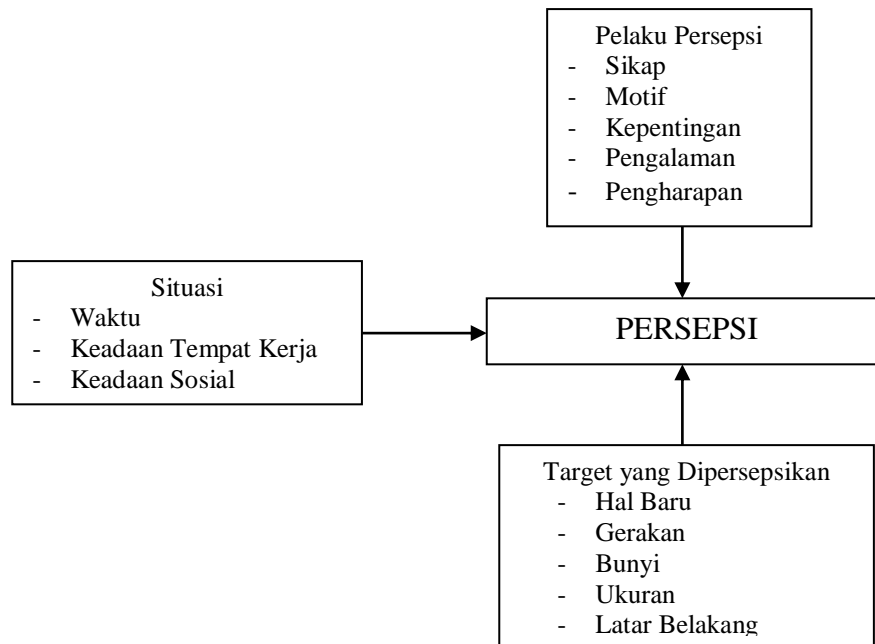 Pelaku Persepsi
- Sikap
- Motif
- Kepentingan
- Pengalaman
- Pengharapan
Situasi
- Waktu
- Keadaan Tempat Kerja
- Keadaan Sosial
PERSEPSI
Target yang Dipersepsikan
- Hal Baru
- Gerakan
- Bunyi
- Ukuran
- Latar Belakang